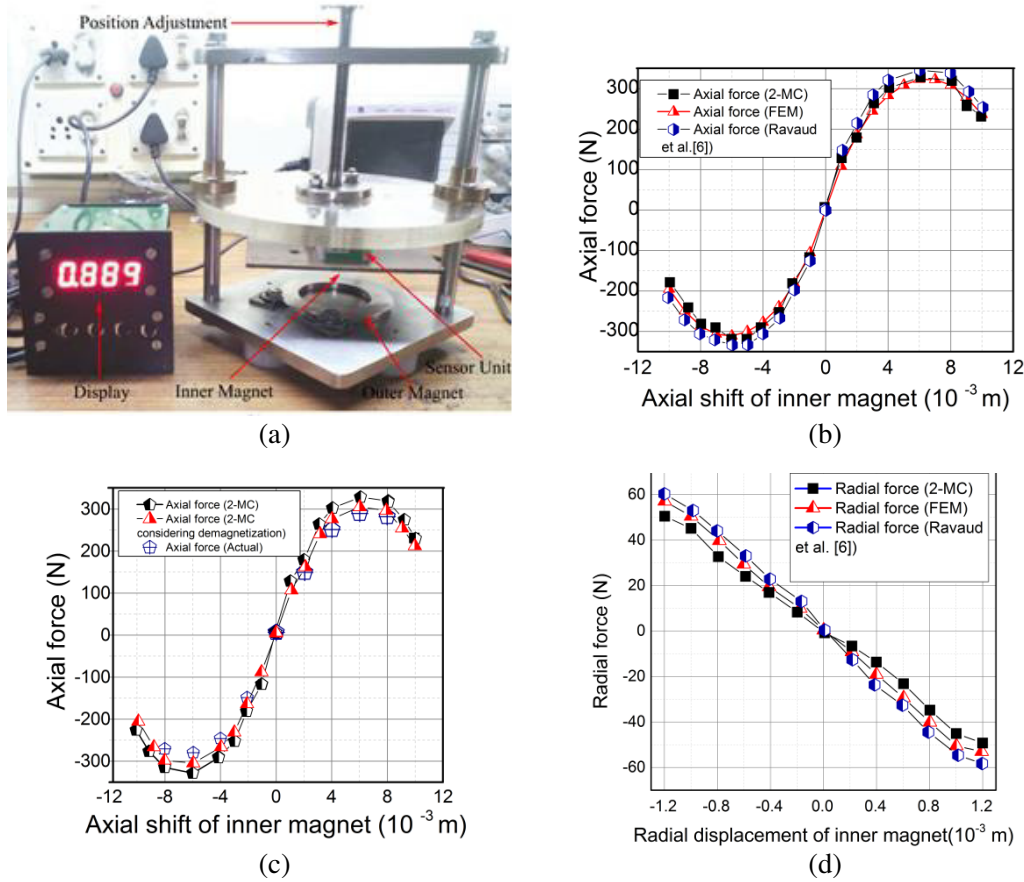 Position Adjustment
0.889
Sensor Unit
Display
Inner Magnet
Outer Magnet
(a)
Axial force (2-MC)
Axial force (FEM)
Axial force (Ravaud
et al.[6])
300
200
100
0
-100
-200
-300
Axial force (N)
-12 -8 -4 0 4 8 12
Axial shift of inner magnet (10 -3 m)
(b)
Axial force (2-MC)
Axial force (2-MC
considering demagnetization)
Axial force (Actual)
300
200
100
0
-100
-200
-300
Axial force (N)
-12 -8 -4 0 4 8 12
Axial shift of inner magnet (10 -3 m)
(c)
Radial force (2-MC)
Radial force (FEM)
Radial force (Ravaud
et al. [6])
60
40
20
0
-20
-40
-60
Radial force (N)
-1.2 -0.8 -0.4 0.0 0.4 0.8 1.2
Radial displacement of inner magnet(10-3 m)
(d)